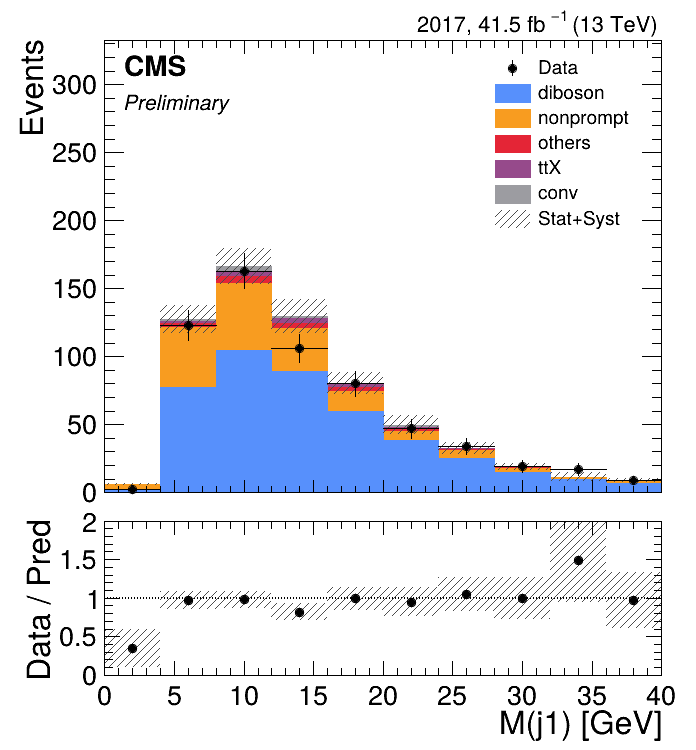 2017, 41.5 fb⁻¹ (13 TeV)
CMS
Preliminary
Events
300
250
200
150
100
50
0
Data
diboson
nonprompt
others
ttX
conv
Stat+Syst
Data / Pred
2
1.5
1
0.5
0
0 5 10 15 20 25 30 35 40
M(j1) [GeV]